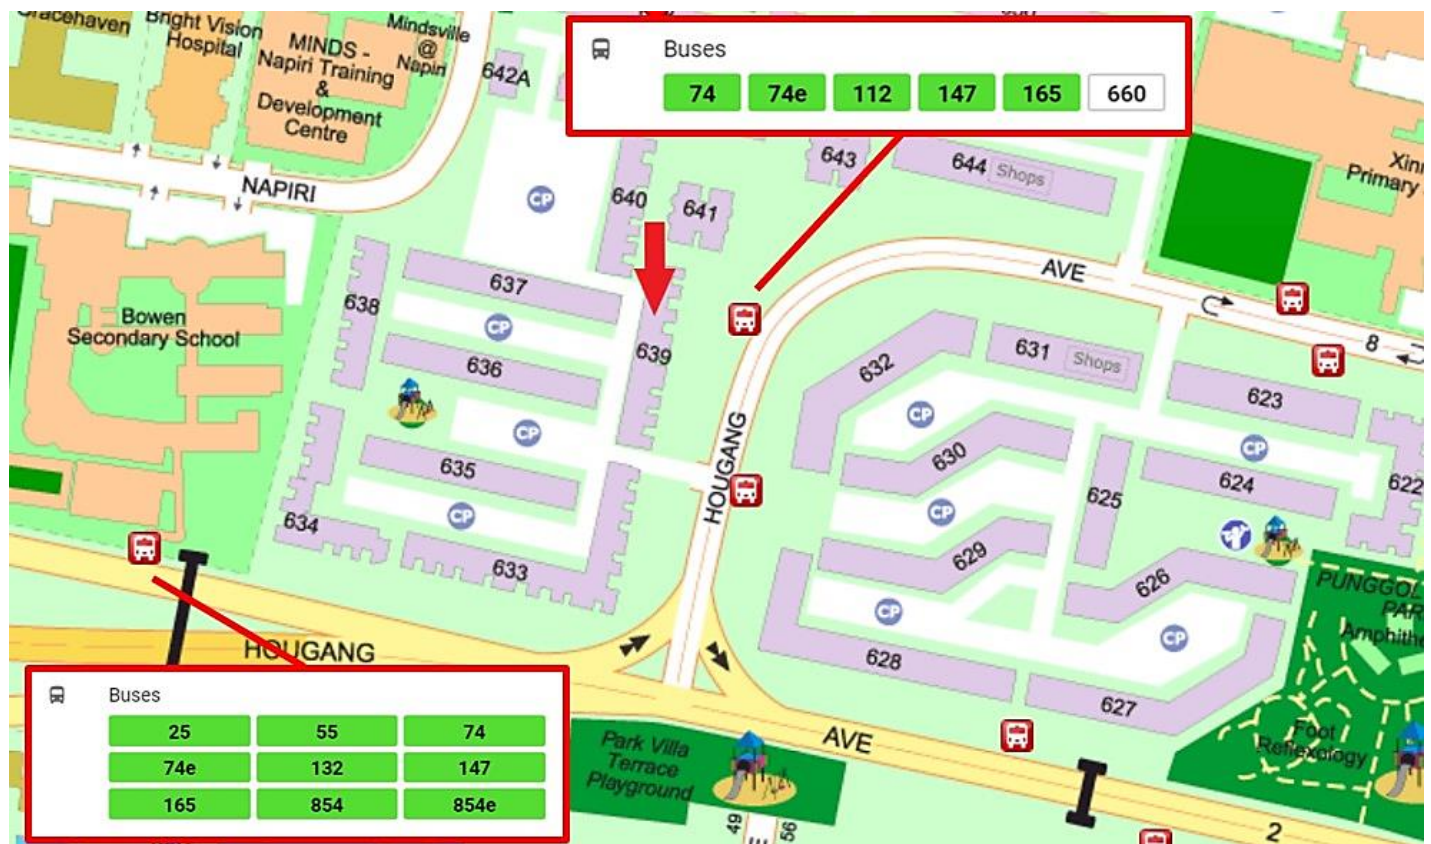 Gracehaven
Bright Vision
Hospital
MINDS -
Napiri Training
&
Development
Centre
Mindsville
@
Napiri
642A
Buses
74 74e 112 147 165 660
643
644 Shops
Primary
NAPIRI
CP
640
641
637
638
CP
636
639
Bowen
Secondary School
AVE
8
632
631 Shops
623
CP
CP
CP
630
635
624
622
625
HOUGANG
CP
CP
634
629
633
626
CP
CP
628
627
PUNGGOL
HOUGANG
AVE
2
Foot
Reflexology
Park Villa
Terrace
Playground
49
56
Buses
25 55 74
74e 132 147
165 854 854e